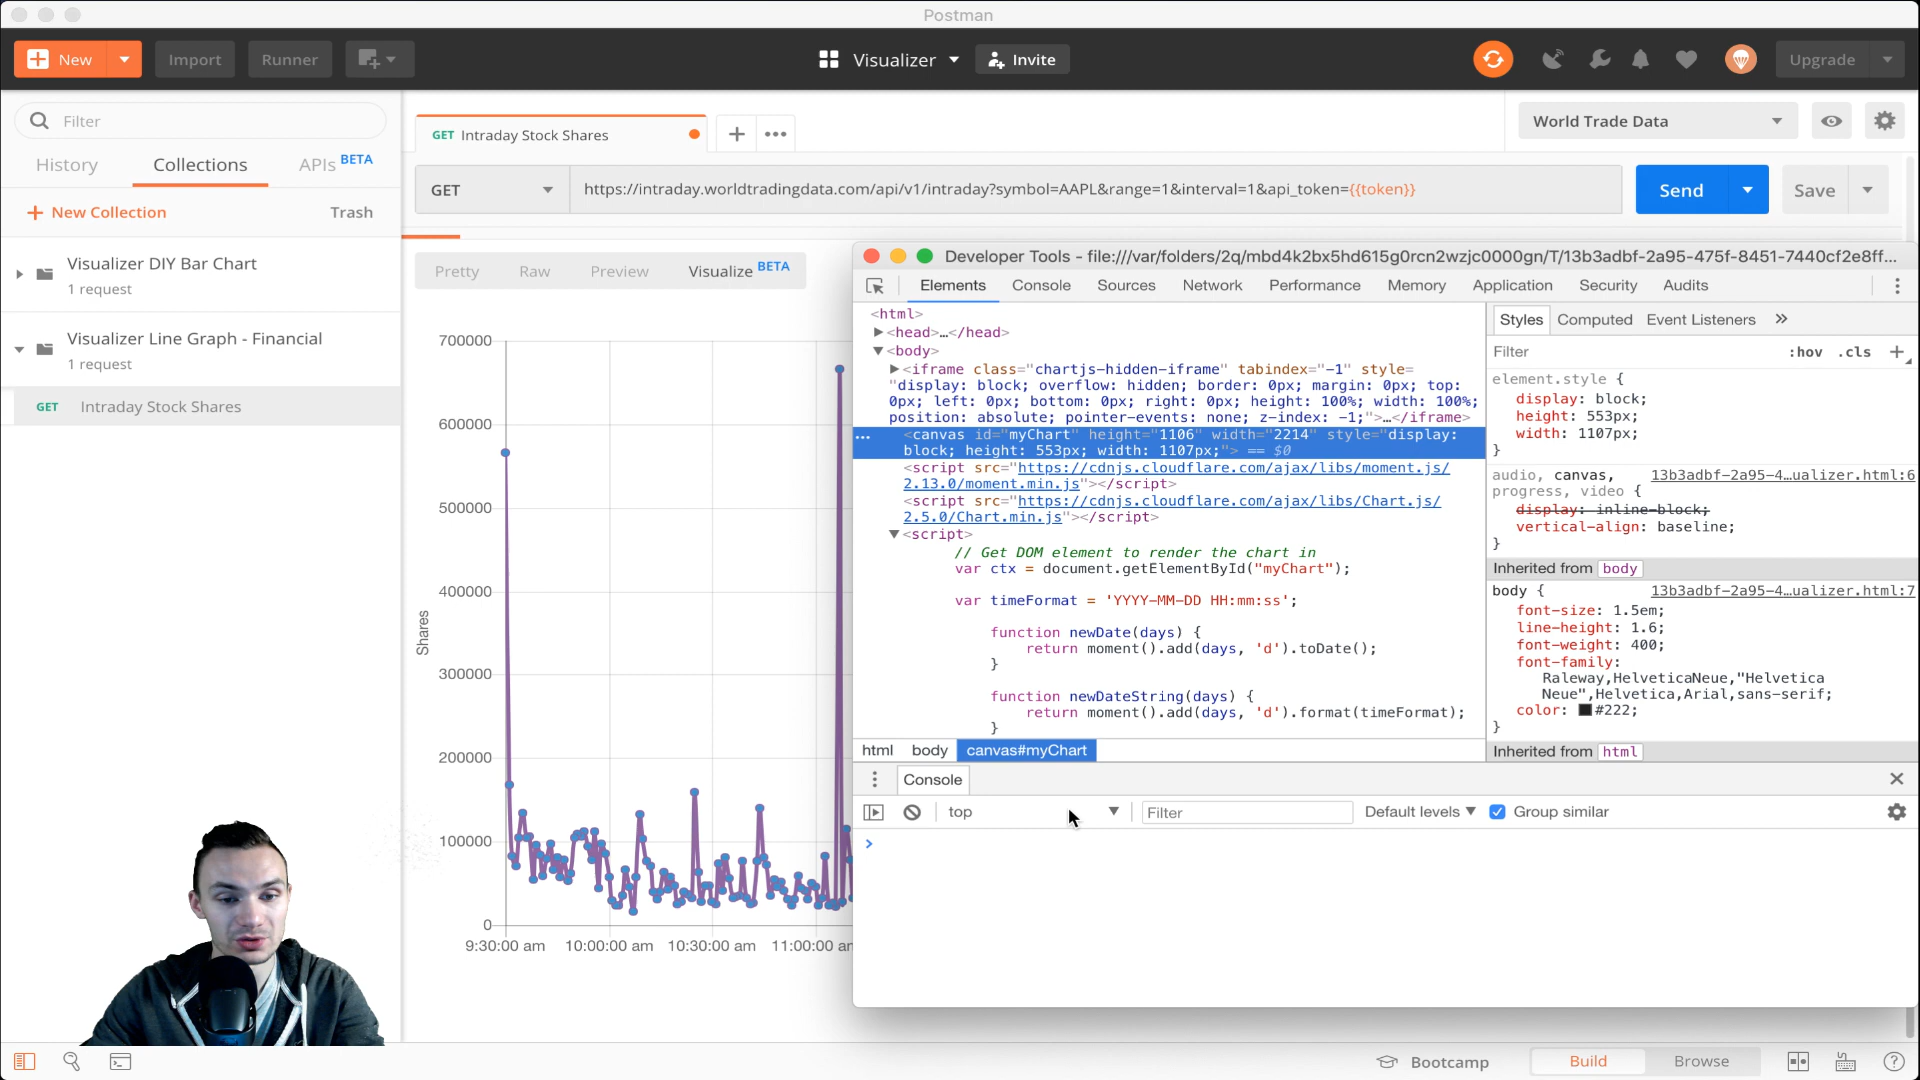 Postman
New
Import
Runner
Visualizer
Invite
Upgrade
Filter
History
Collections
APIs BETA
New Collection
Trash
Visualizer DIY Bar Chart
1 request
Visualizer Line Graph - Financial
1 request
GET Intraday Stock Shares
GET Intraday Stock Shares
World Trade Data
GET
https://intraday.worldtradingdata.com/api/v1/intraday?symbol=AAPL&range=1&interval=1&api_token={{token}}
Send
Save
Pretty
Raw
Preview
Visualize BETA
700000
600000
500000
400000
300000
200000
100000
0
Shares
9:30:00 am
10:00:00 am
10:30:00 am
11:00:00 am
Developer Tools - file:///var/folders/2q/mbd4k2bx5hd615g0rcn2wzjc0000gn/T/13b3adbf-2a95-475f-8451-7440cf2e8ff...
Elements
Console
Sources
Network
Performance
Memory
Application
Security
Audits
<html>
<head>…</head>
<body>
<iframe class="chartjs-hidden-iframe" tabindex="-1" style=
"display: block; overflow: hidden; border: 0px; margin: 0px; top:
0px; left: 0px; bottom: 0px; right: 0px; height: 100%; width: 100%;
position: absolute; pointer-events: none; z-index: -1;">…</iframe>
<canvas id="myChart" height="1106" width="2214" style="display:
block; height: 553px; width: 1107px;"> == $0
<script src="https://cdnjs.cloudflare.com/ajax/libs/moment.js/
2.13.0/moment.min.js"></script>
<script src="https://cdnjs.cloudflare.com/ajax/libs/Chart.js/
2.5.0/Chart.min.js"></script>
<script>
// Get DOM element to render the chart in
var ctx = document.getElementById("myChart");
var timeFormat = 'YYYY-MM-DD HH:mm:ss';
function newDate(days) {
return moment().add(days, 'd').toDate();
}
function newDateString(days) {
return moment().add(days, 'd').format(timeFormat);
}
html
body
canvas#myChart
Styles
Computed
Event Listeners
»
Filter
:hov
.cls
element.style {
display: block;
height: 553px;
width: 1107px;
}
audio, canvas, 13b3adbf-2a95-4…ualizer.html:6
progress, video {
display: inline-block;
vertical-align: baseline;
}
Inherited from body
body { 13b3adbf-2a95-4…ualizer.html:7
font-size: 1.5em;
line-height: 1.6;
font-weight: 400;
font-family:
Raleway,HelveticaNeue,"Helvetica
Neue",Helvetica,Arial,sans-serif;
color: #222;
}
Inherited from html
Console
top
Filter
Default levels
Group similar
Bootcamp
Build
Browse